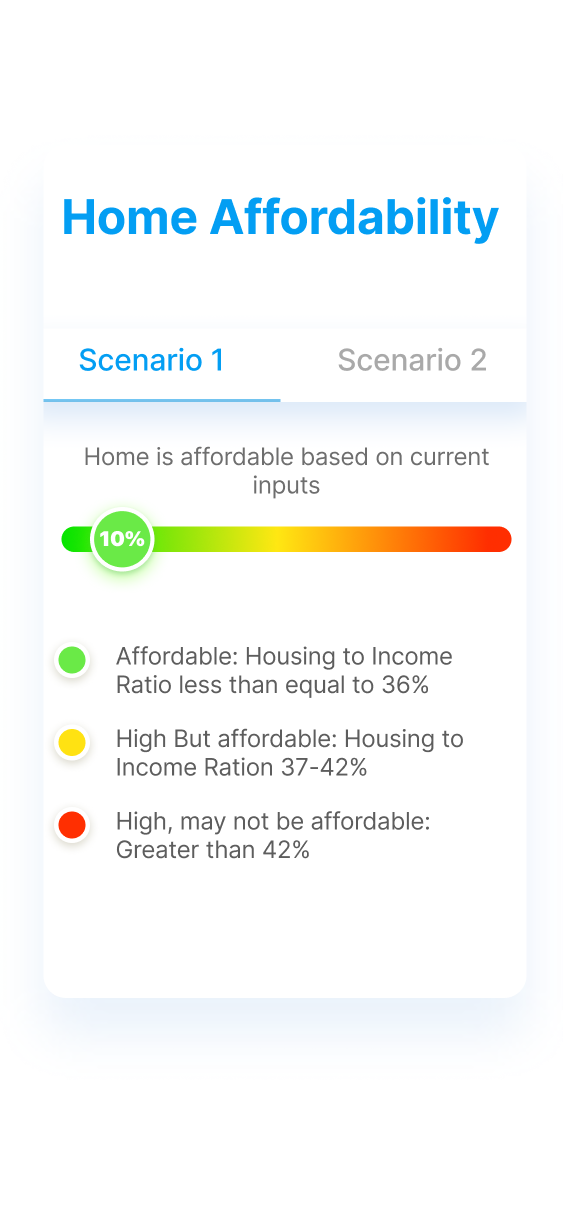 Home Affordability
Scenario 1
Scenario 2
Home is affordable based on current
inputs
10%
Affordable: Housing to Income
Ratio less than equal to 36%
High But affordable: Housing to
Income Ration 37-42%
High, may not be affordable:
Greater than 42%